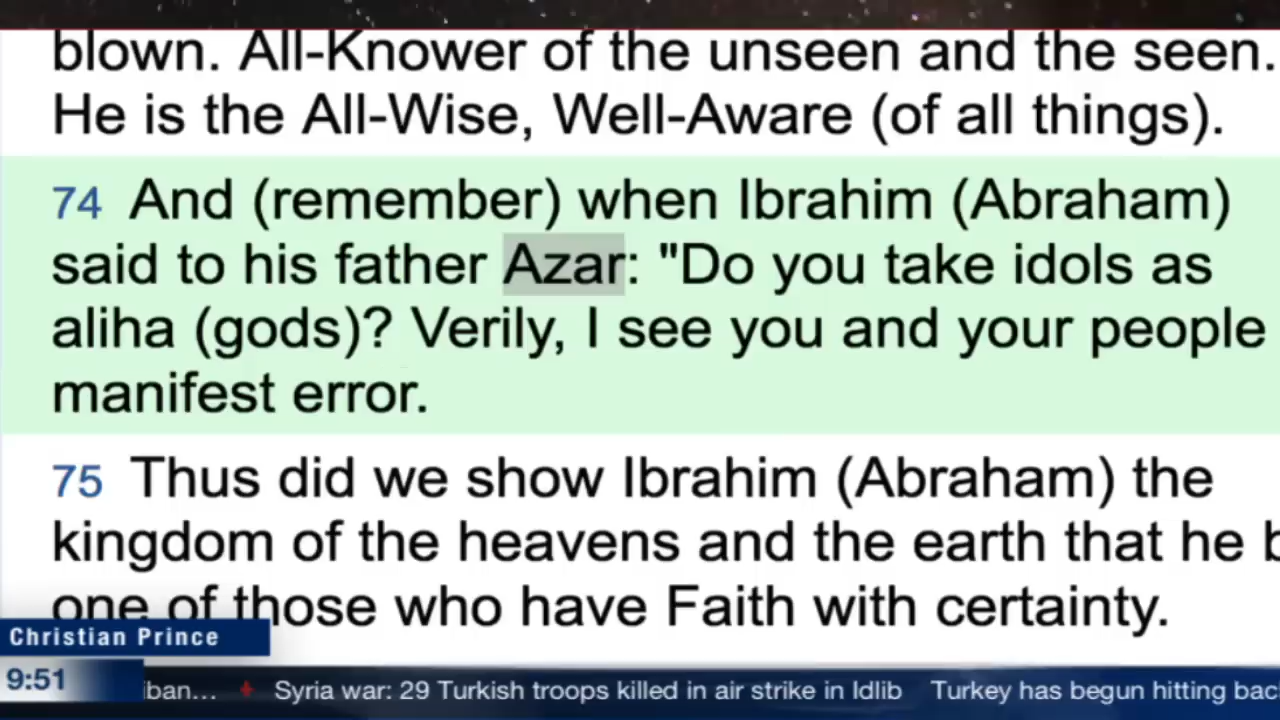 blown. All-Knower of the unseen and the seen.
He is the All-Wise, Well-Aware (of all things).
74 And (remember) when Ibrahim (Abraham)
said to his father Azar: "Do you take idols as
aliha (gods)? Verily, I see you and your people
manifest error.
75 Thus did we show Ibrahim (Abraham) the
kingdom of the heavens and the earth that he
one of those who have Faith with certainty.
Christian Prince
9:51
Syria war: 29 Turkish troops killed in air strike in Idlib Turkey has begun hitting